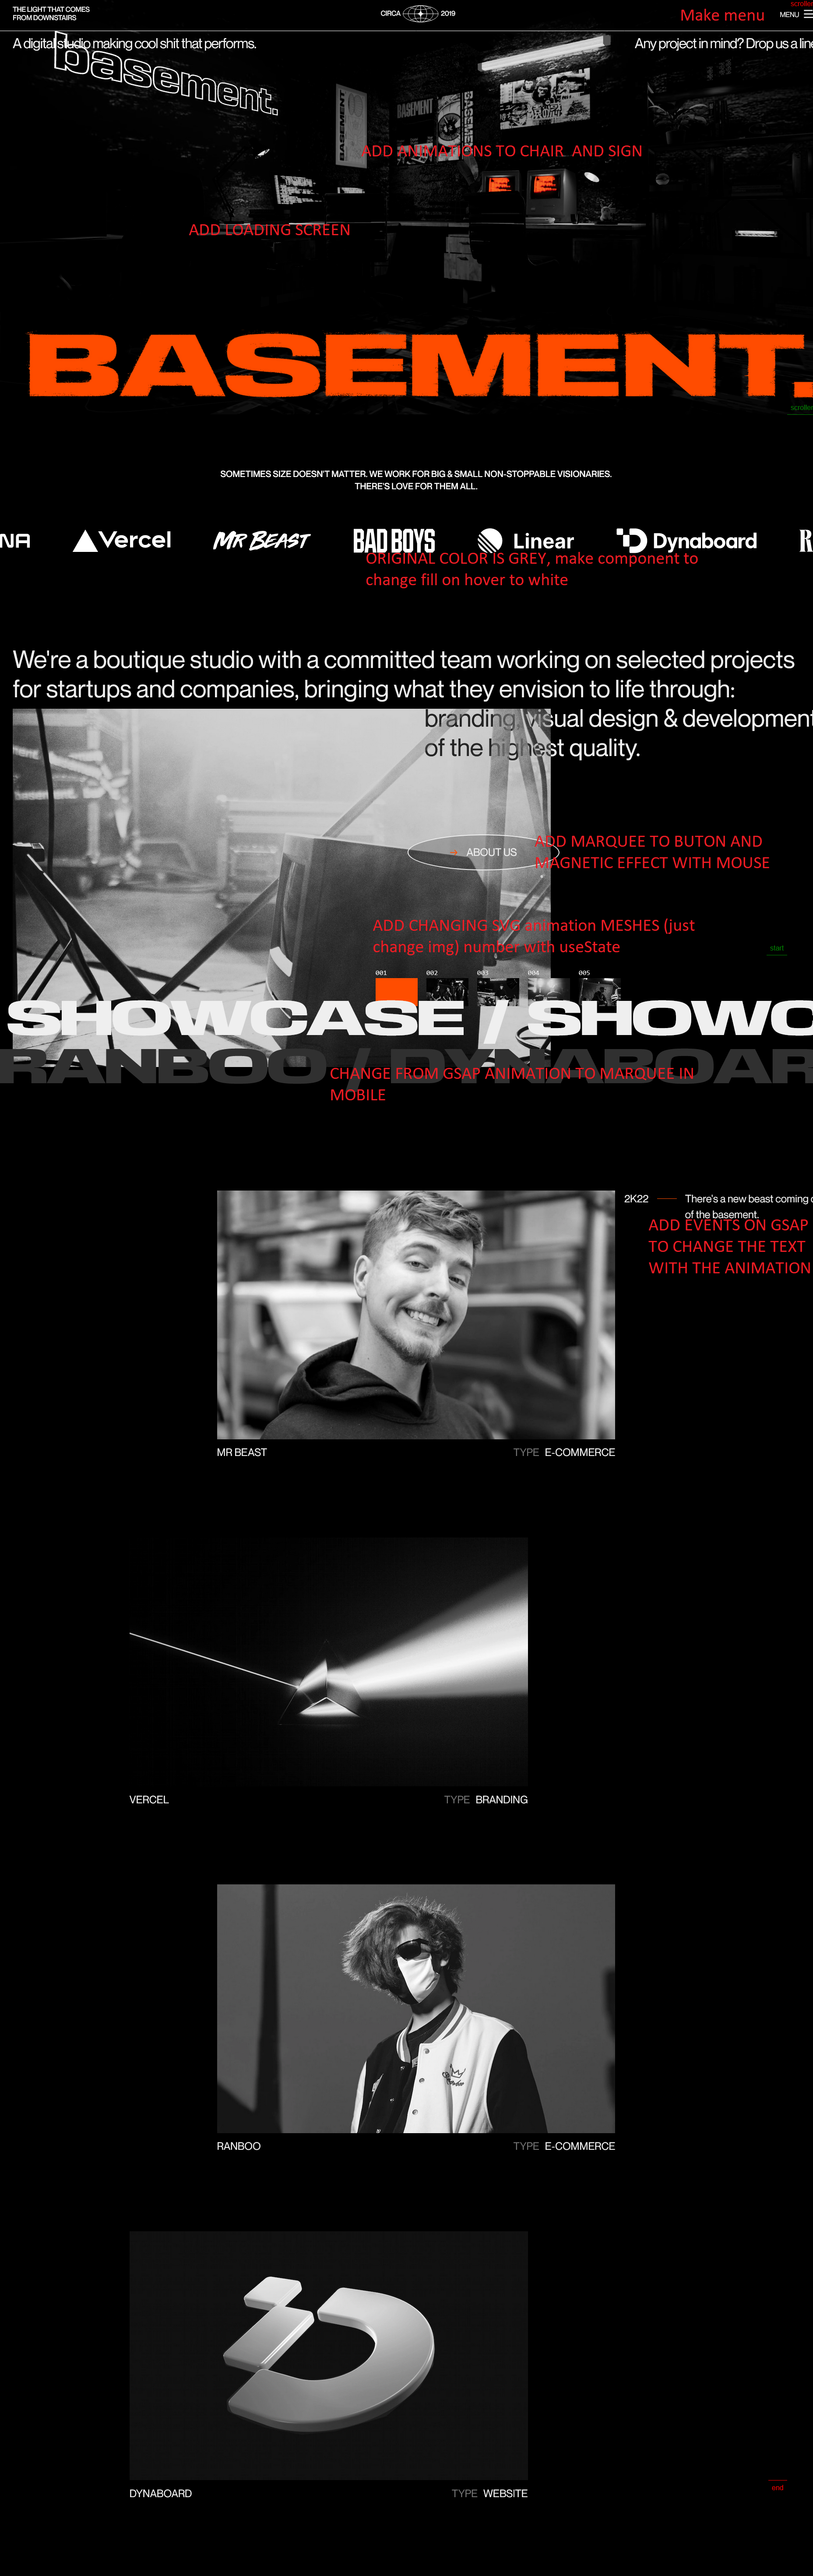 THE LIGHT THAT COMES
FROM DOWNSTAIRS
CIRCA 2019
Make menu
MENU
A digital studio making cool shit that performs.
Any project in mind? Drop us a line
basement.
BASEMENT
BASEMENT
BASEMENT
ADD ANIMATIONS TO CHAIR AND SIGN
ADD LOADING SCREEN
BASEMENT.
scroller
SOMETIMES SIZE DOESN'T MATTER. WE WORK FOR BIG & SMALL NON-STOPPABLE VISIONARIES.
THERE'S LOVE FOR THEM ALL.
NA Vercel MR BEAST BAD BOYS Linear Dynaboard R
ORIGINAL COLOR IS GREY, make component to
change fill on hover to white
We're a boutique studio with a committed team working on selected projects
for startups and companies, bringing what they envision to life through:
branding, visual design & development
of the highest quality.
ABOUT US
ADD MARQUEE TO BUTON AND
MAGNETIC EFFECT WITH MOUSE
ADD CHANGING SVG animation MESHES (just
change img) number with useState
start
001 002 003 004 005
SHOWCASE / SHOWC
RANBOO / DYNABOAR
CHANGE FROM GSAP ANIMATION TO MARQUEE IN
MOBILE
2K22 There's a new beast coming o
of the basement.
ADD EVENTS ON GSAP
TO CHANGE THE TEXT
WITH THE ANIMATION
MR BEAST TYPE E-COMMERCE
VERCEL TYPE BRANDING
RANBOO TYPE E-COMMERCE
end
DYNABOARD TYPE WEBSITE